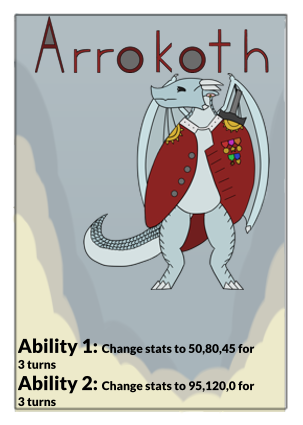 Arrokoth
Ability 1: Change stats to 50,80,45 for
3 turns
Ability 2: Change stats to 95,120,0 for
3 turns